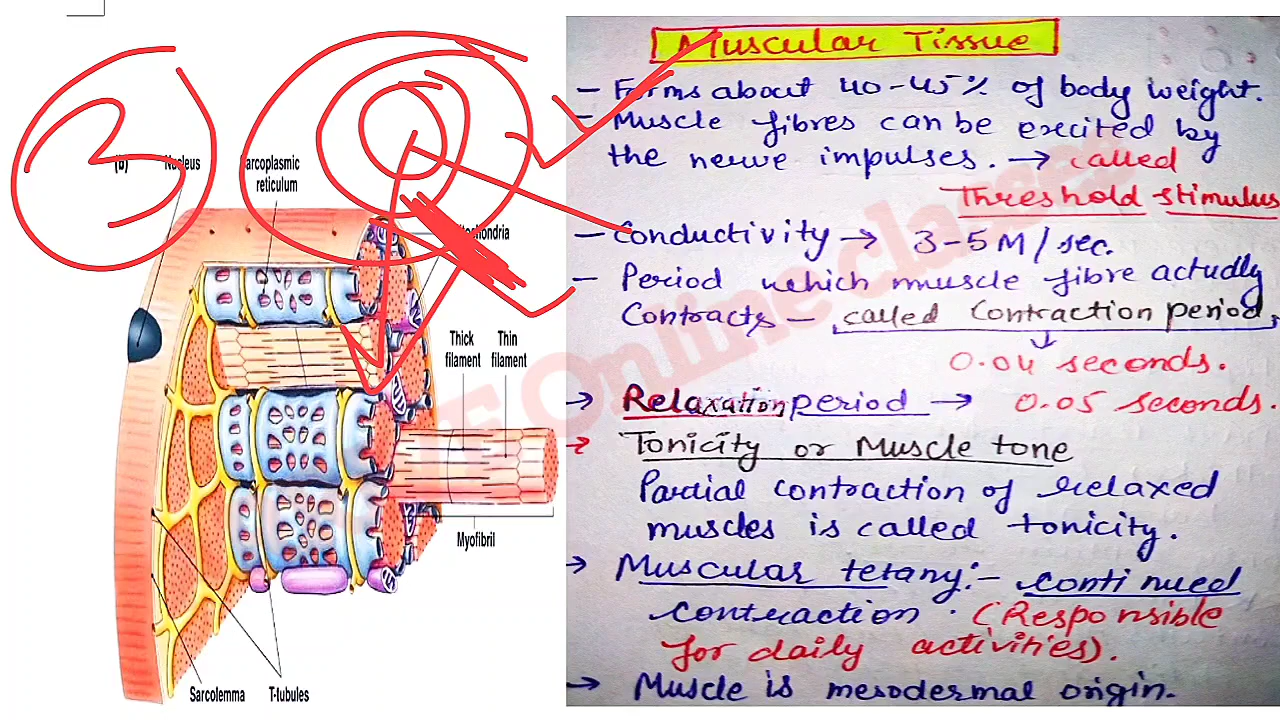 3
(b)
Nucleus
Sarcoplasmic
reticulum
Mitochondria
Thick
filament
Thin
filament
Myofibril
Sarcolemma
T-tubules
Muscular Tissue
- Forms about 40-45% of body weight.
- Muscle fibres can be excited by
the nerve impulses. → called
Threshold stimulus
- Conductivity → 3-5M/sec.
- Period which muscle fibre actually
Contracts - called Contraction period,
0.04 seconds.
→ Relaxation period → 0.05 seconds.
→ Tonicity or Muscle tone
Partial contraction of relaxed
muscles is called tonicity.
→ Muscular tetany:- continued
contraction. (Responsible
for daily activities).
→ Muscle is mesodermal origin.
Online classes